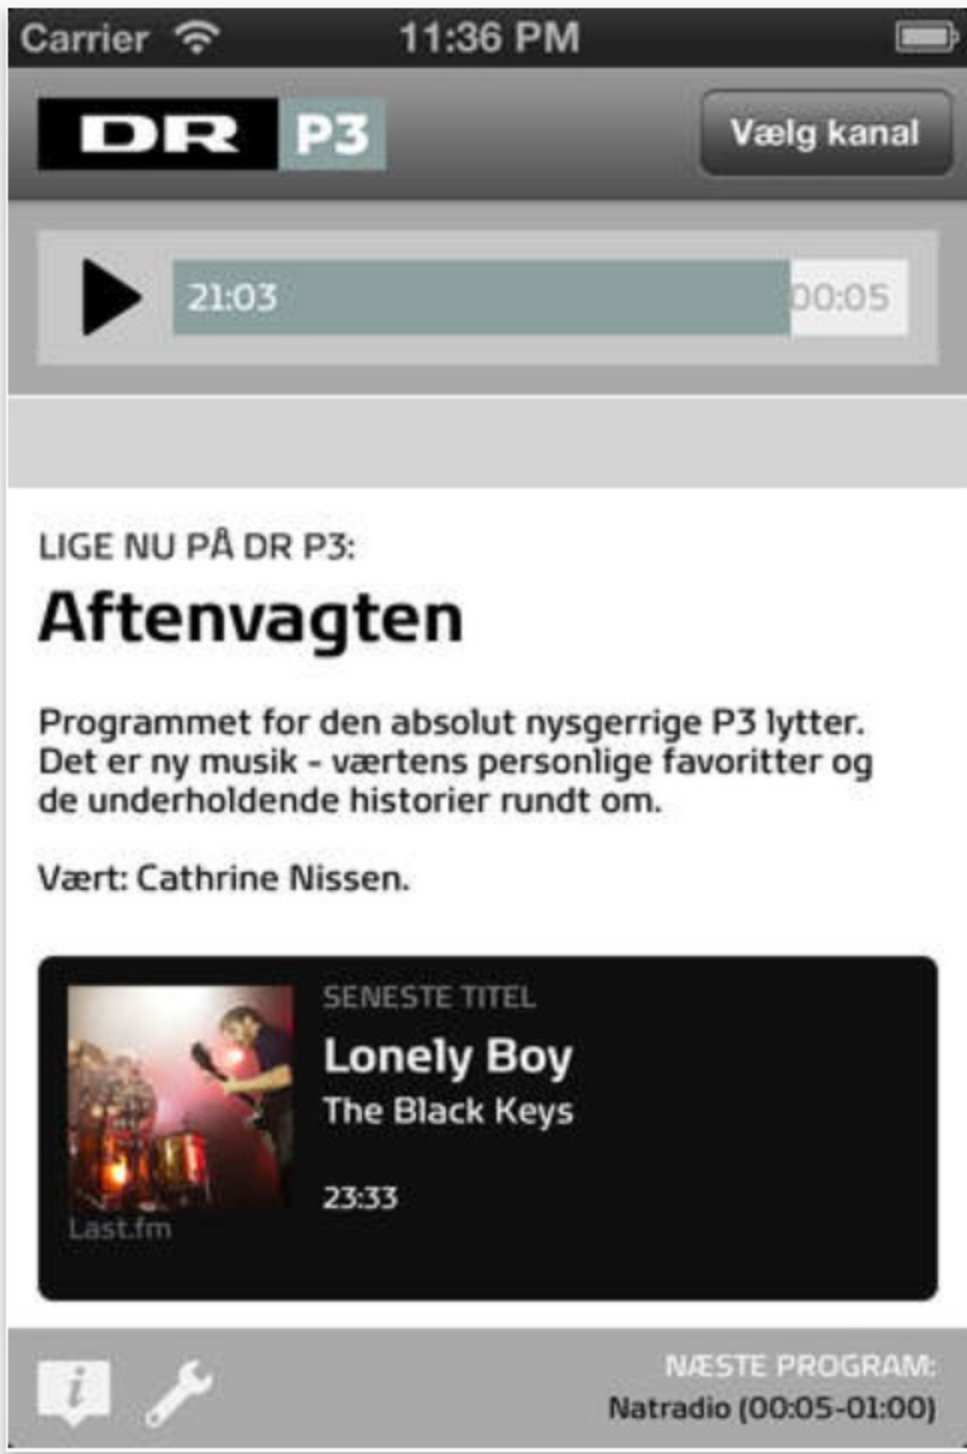 Carrier 11:36 PM
DR P3 Vælg kanal
21:03 00:05
LIGE NU PÅ DR P3:
Aftenvagten
Programmet for den absolut nysgerrige P3 lytter.
Det er ny musik - værtens personlige favoritter og
de underholdende historier rundt om.
Vært: Cathrine Nissen.
SENESTE TITEL
Lonely Boy
The Black Keys
23:33
Last.fm
i
NÆSTE PROGRAM:
Natradio (00:05-01:00)